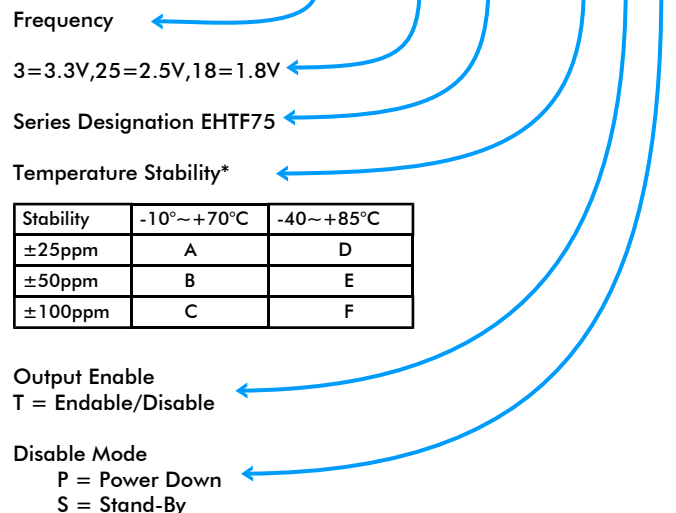 Frequency
3=3.3V,25=2.5V,18=1.8V
Series Designation EHTF75
Temperature Stability*
Stability -10°~+70°C -40~+85°C
±25ppm A D
±50ppm B E
±100ppm C F
Output Enable
T = Endable/Disable
Disable Mode
P = Power Down
S = Stand-By